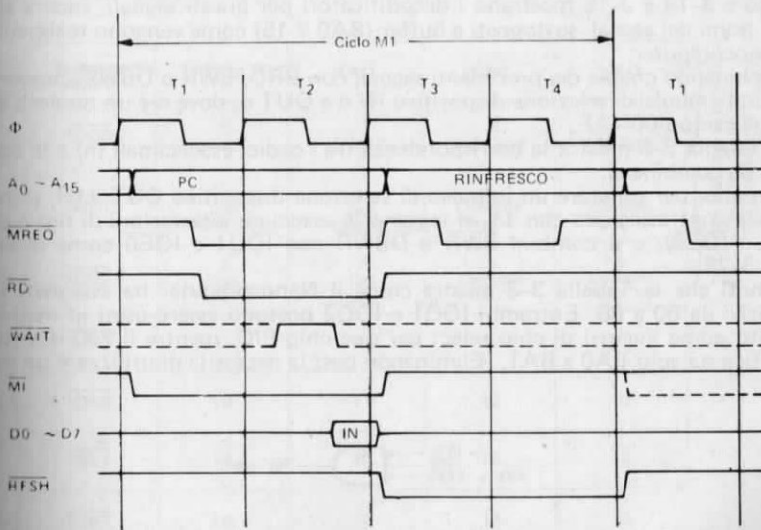 Ciclo M1
T1 T2 T3 T4 T1
Φ
A0 ~ A15 PC RINFRESCO
MREQ
RD
WAIT
M1
D0 ~ D7 IN
RFSH